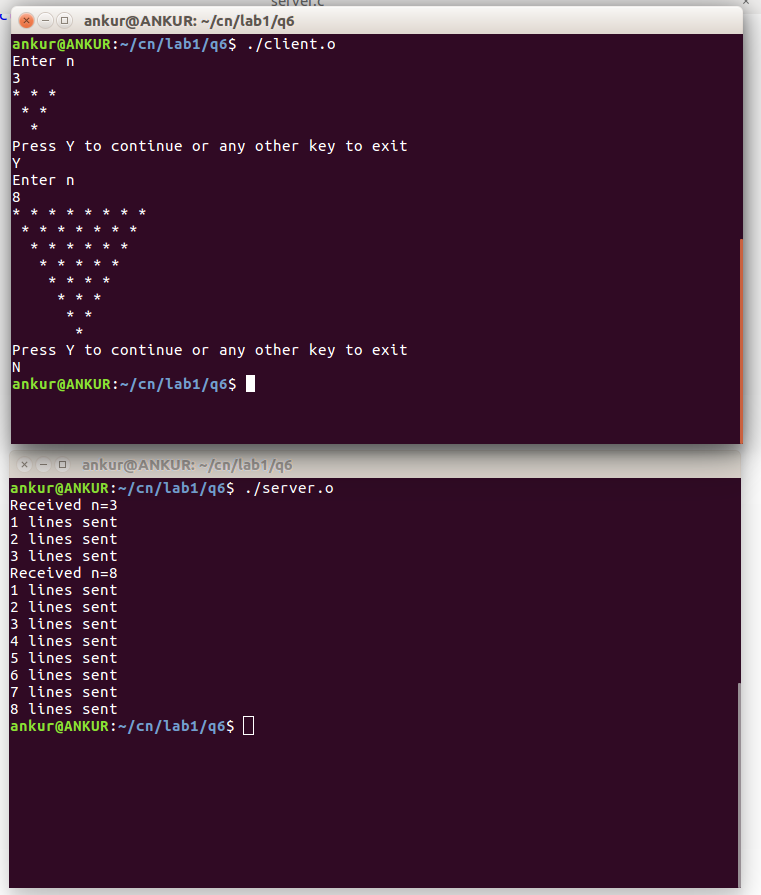 server.c
ankur@ANKUR: ~/cn/lab1/q6
ankur@ANKUR:~/cn/lab1/q6$ ./client.o
Enter n
3
* * *
 * *
  *
Press Y to continue or any other key to exit
Y
Enter n
8
* * * * * * * *
 * * * * * * *
  * * * * * *
   * * * * *
    * * * *
     * * *
      * *
       *
Press Y to continue or any other key to exit
N
ankur@ANKUR:~/cn/lab1/q6$
ankur@ANKUR: ~/cn/lab1/q6
ankur@ANKUR:~/cn/lab1/q6$ ./server.o
Received n=3
1 lines sent
2 lines sent
3 lines sent
Received n=8
1 lines sent
2 lines sent
3 lines sent
4 lines sent
5 lines sent
6 lines sent
7 lines sent
8 lines sent
ankur@ANKUR:~/cn/lab1/q6$